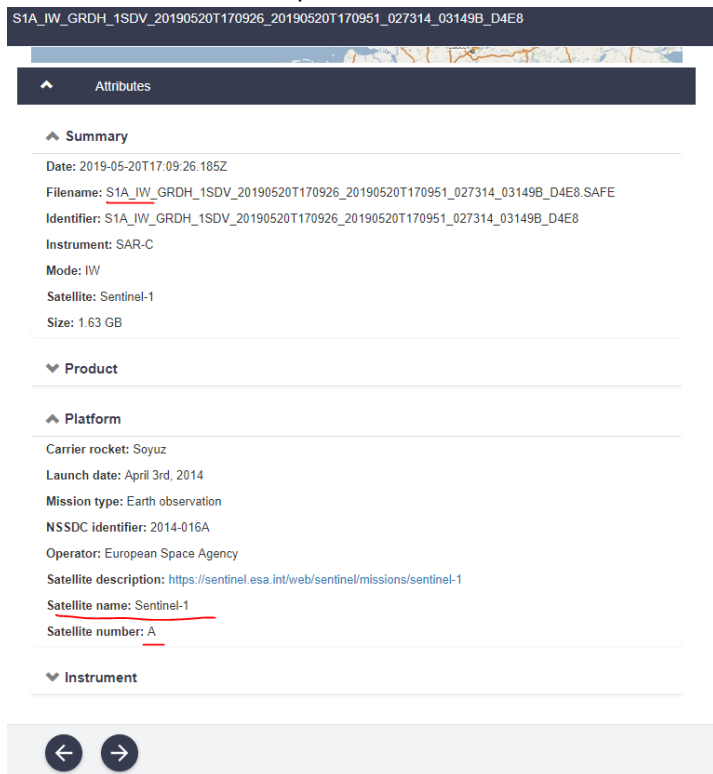 S1A_IW_GRDH_1SDV_20190520T170926_20190520T170951_027314_03149B_D4E8
Attributes
Summary
Date: 2019-05-20T17:09:26.185Z
Filename: S1A_IW_GRDH_1SDV_20190520T170926_20190520T170951_027314_03149B_D4E8.SAFE
Identifier: S1A_IW_GRDH_1SDV_20190520T170926_20190520T170951_027314_03149B_D4E8
Instrument: SAR-C
Mode: IW
Satellite: Sentinel-1
Size: 1.63 GB
Product
Platform
Carrier rocket: Soyuz
Launch date: April 3rd, 2014
Mission type: Earth observation
NSSDC identifier: 2014-016A
Operator: European Space Agency
Satellite description: https://sentinel.esa.int/web/sentinel/missions/sentinel-1
Satellite name: Sentinel-1
Satellite number: A
Instrument